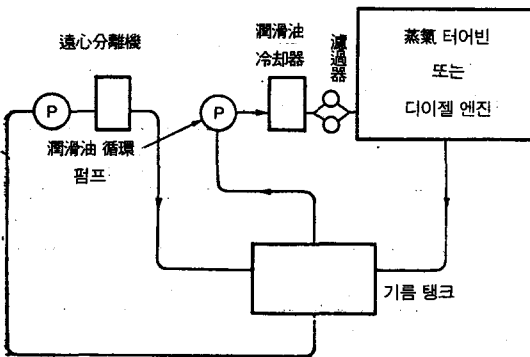 遠心分離機
潤滑油
冷却器
濾過器
蒸氣 터어빈
또는
디이젤 엔진
P
P
潤滑油 循環
펌프
기름 탱크